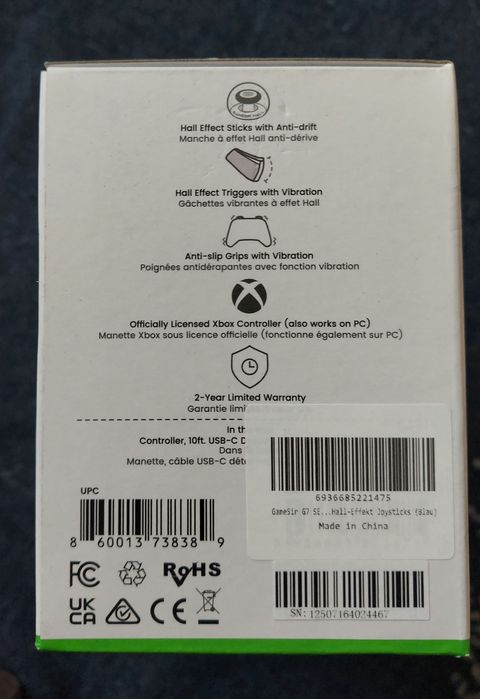 Hall Effect Sticks with Anti-drift
Manche à effet Hall anti-dérive
Hall Effect Triggers with Vibration
Gâchettes vibrantes à effet Hall
Anti-slip Grips with Vibration
Poignées antidérapantes avec fonction vibration
Officially Licensed Xbox Controller (also works on PC)
Manette Xbox sous licence officielle (fonctionne également sur PC)
2-Year Limited Warranty
Garantie
In
Controller, 10ft. USB-C
Dans
Manette, câble USB-C
6936685221475
GameSir G7 SE...Hall-Effekt Joysticks (Blau)
Made in China
UPC
8 60013 73838 9
FC RoHS
UK CA CE
SN: 12507164024467